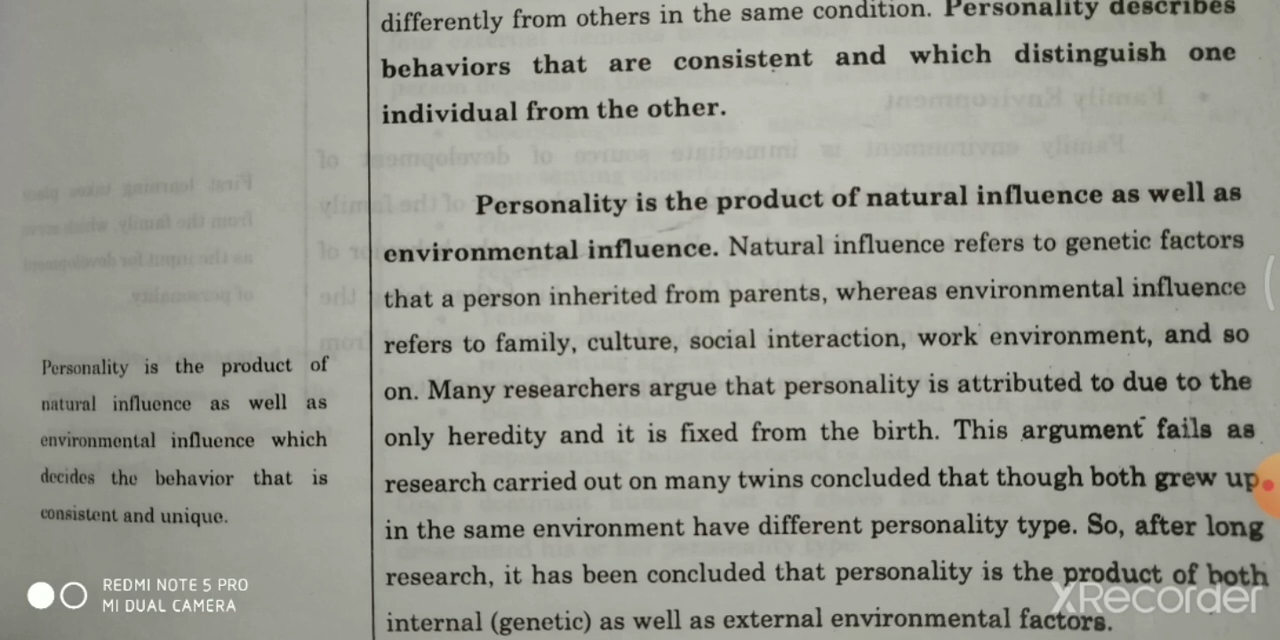 differently from others in the same condition. Personality describes
behaviors that are consistent and which distinguish one
individual from the other.
Personality is the product of natural influence as well as
environmental influence. Natural influence refers to genetic factors
that a person inherited from parents, whereas environmental influence
refers to family, culture, social interaction, work environment, and so
on. Many researchers argue that personality is attributed to due to the
only heredity and it is fixed from the birth. This argument fails as
research carried out on many twins concluded that though both grew up
in the same environment have different personality type. So, after long
research, it has been concluded that personality is the product of both
internal (genetic) as well as external environmental factors.
Personality is the product of
natural influence as well as
environmental influence which
decides the behavior that is
consistent and unique.
REDMI NOTE 5 PRO
MI DUAL CAMERA
XRecorder